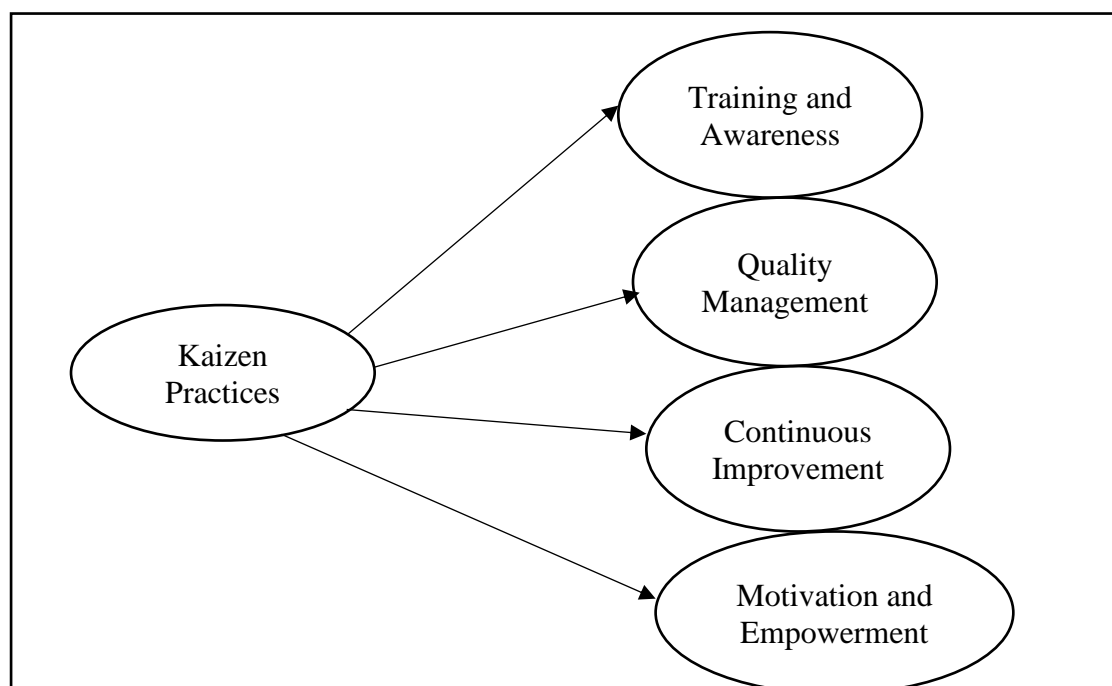 Training and
Awareness
Quality
Management
Kaizen
Practices
Continuous
Improvement
Motivation and
Empowerment